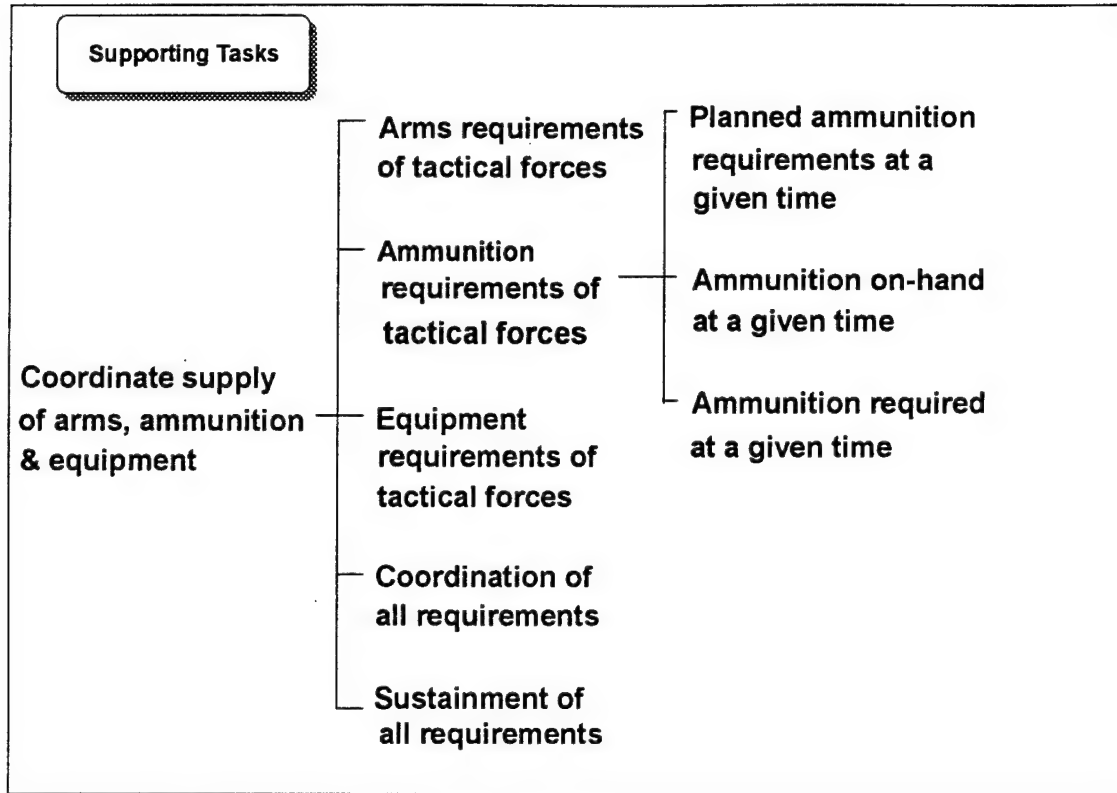 Supporting Tasks
Coordinate supply
of arms, ammunition
& equipment
Arms requirements
of tactical forces
Ammunition
requirements of
tactical forces
Equipment
requirements of
tactical forces
Coordination of
all requirements
Sustainment of
all requirements
Planned ammunition
requirements at a
given time
Ammunition on-hand
at a given time
Ammunition required
at a given time